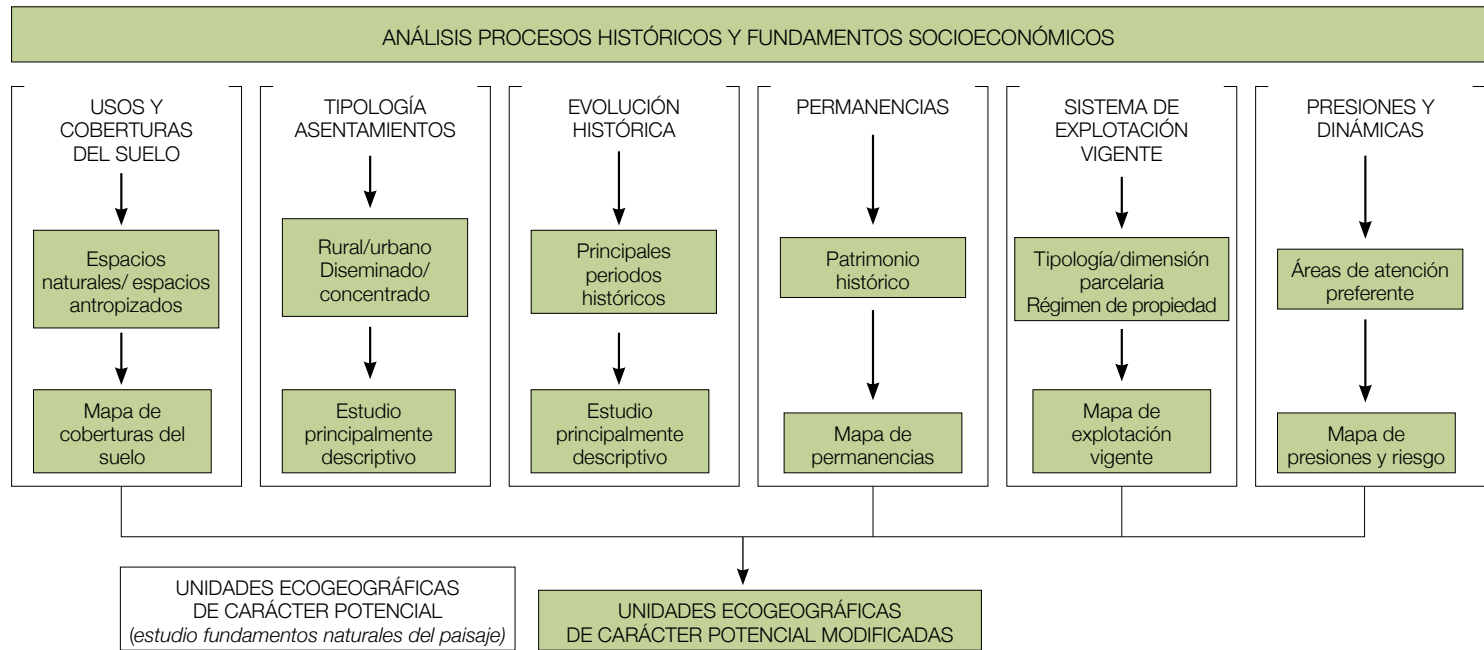 ANÁLISIS PROCESOS HISTÓRICOS Y FUNDAMENTOS SOCIOECONÓMICOS
USOS Y
COBERTURAS
DEL SUELO
Espacios
naturales/ espacios
antropizados
Mapa de
coberturas del
suelo
TIPOLOGÍA
ASENTAMIENTOS
Rural/urbano
Diseminado/
concentrado
Estudio
principalmente
descriptivo
EVOLUCIÓN
HISTÓRICA
Principales
periodos
históricos
Estudio
principalmente
descriptivo
PERMANENCIAS
Patrimonio
histórico
Mapa de
permanencias
SISTEMA DE
EXPLOTACIÓN
VIGENTE
Tipología/dimensión
parcelaria
Régimen de propiedad
Mapa de
explotación
vigente
PRESIONES Y
DINÁMICAS
Áreas de atención
preferente
Mapa de
presiones y riesgo
UNIDADES ECOGEOGRÁFICAS
DE CARÁCTER POTENCIAL
(estudio fundamentos naturales del paisaje)
UNIDADES ECOGEOGRÁFICAS
DE CARÁCTER POTENCIAL MODIFICADAS